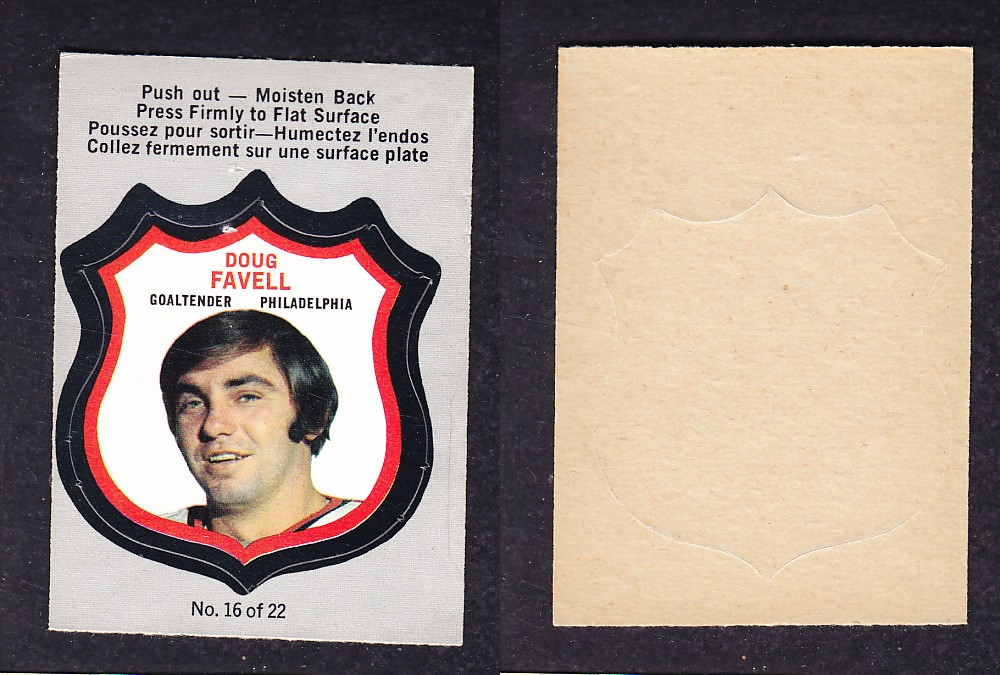 Push out — Moisten Back
Press Firmly to Flat Surface
Poussez pour sortir—Humectez l'endos
Collez fermement sur une surface plate
DOUG
FAVELL
GOALTENDER PHILADELPHIA
No. 16 of 22